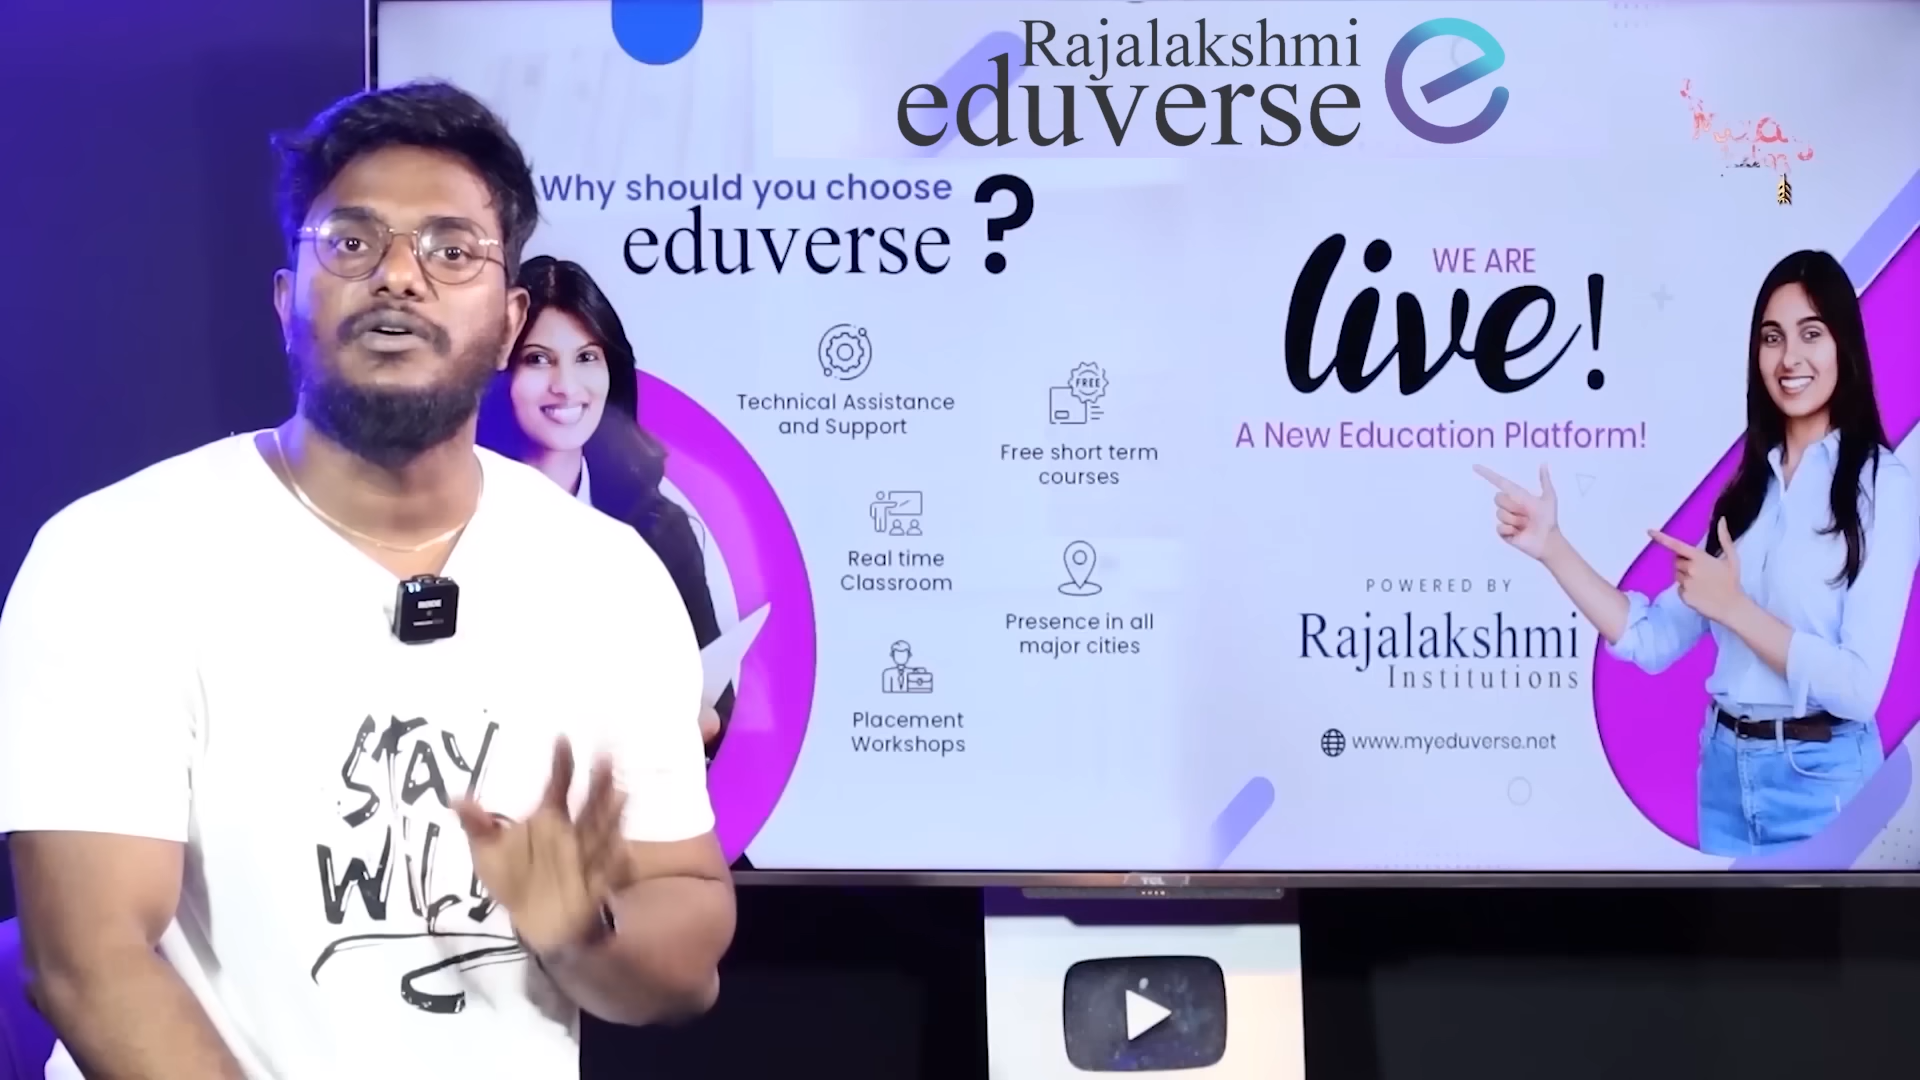 Rajalakshmi
eduverse
Why should you choose
eduverse ?
Technical Assistance
and Support
FREE
Free short term
courses
Real time
Classroom
Presence in all
major cities
Placement
Workshops
WE ARE
live!
A New Education Platform!
POWERED BY
Rajalakshmi
Institutions
www.myeduverse.net
TCL
STAY
WILD
RODE